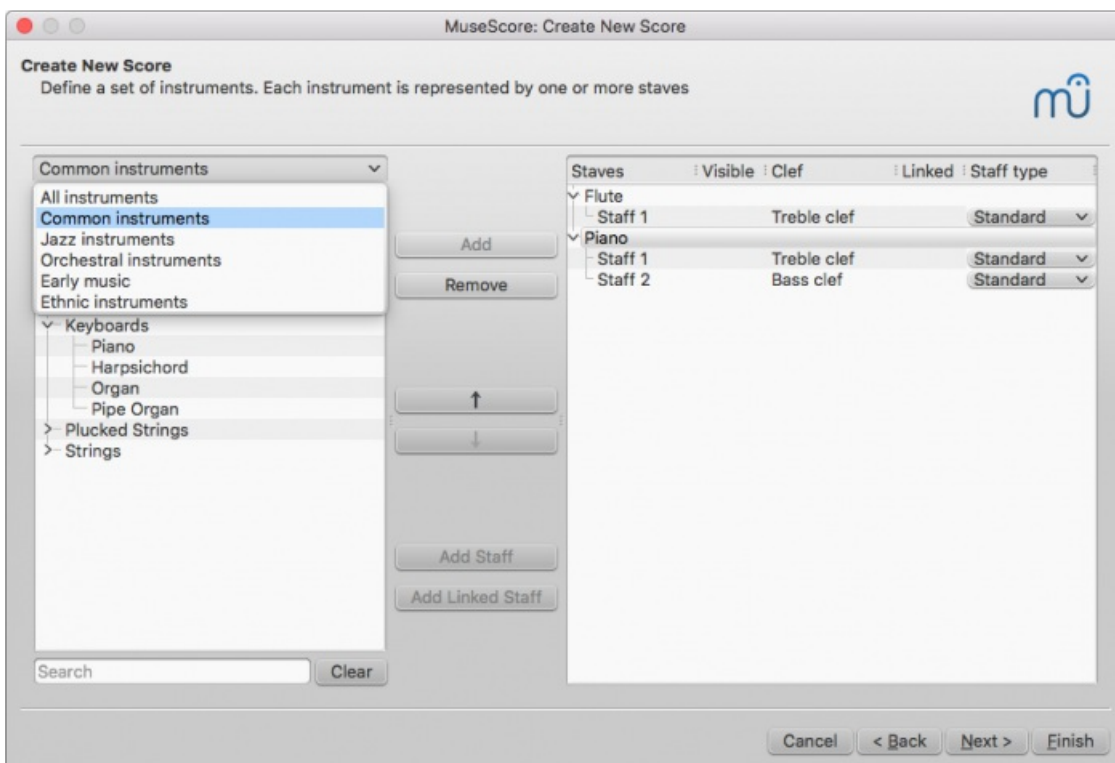 MuseScore: Create New Score
Create New Score
Define a set of instruments. Each instrument is represented by one or more staves
mu
Common instruments
All instruments
Common instruments
Jazz instruments
Orchestral instruments
Early music
Ethnic instruments
Keyboards
Piano
Harpsichord
Organ
Pipe Organ
Plucked Strings
Strings
Search Clear
Add
Remove
↑
↓
Add Staff
Add Linked Staff
Staves Visible Clef Linked Staff type
Flute
Staff 1 Treble clef Standard
Piano
Staff 1 Treble clef Standard
Staff 2 Bass clef Standard
Cancel < Back Next > Finish